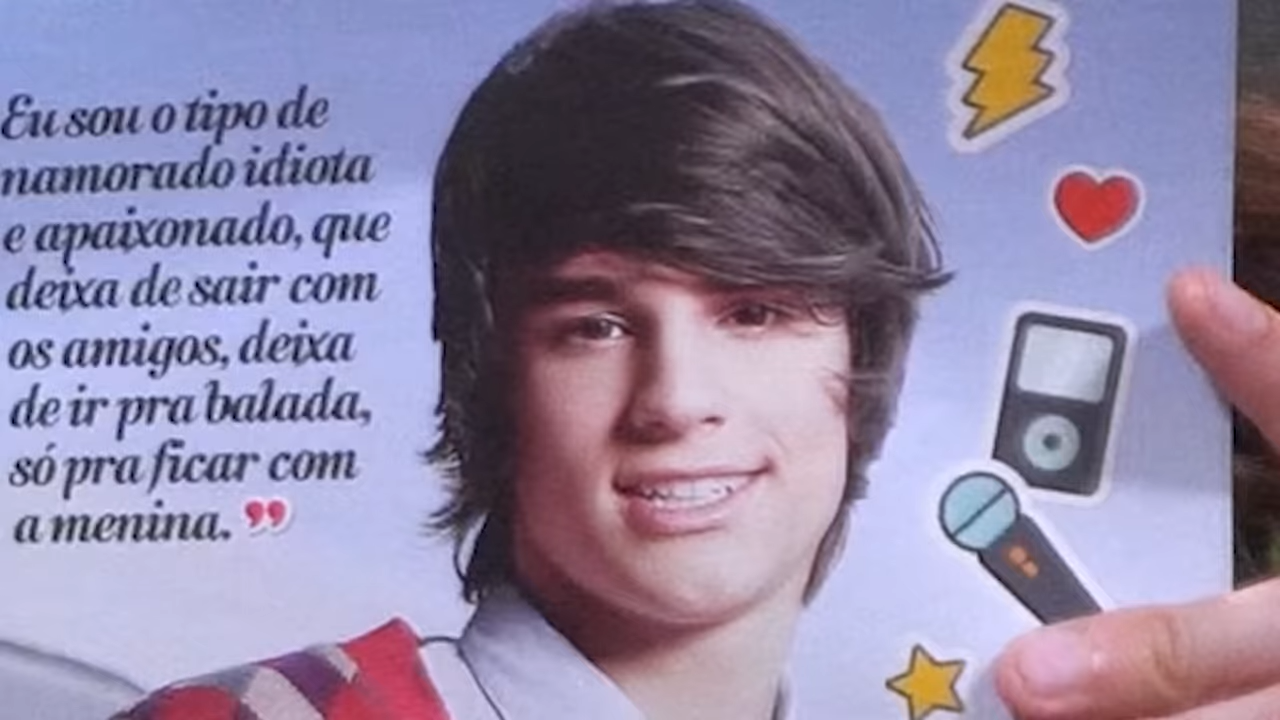 Eu sou o tipo de
namorado idiota
e apaixonado, que
deixa de sair com
os amigos, deixa
de ir pra balada,
só pra ficar com
a menina. ”